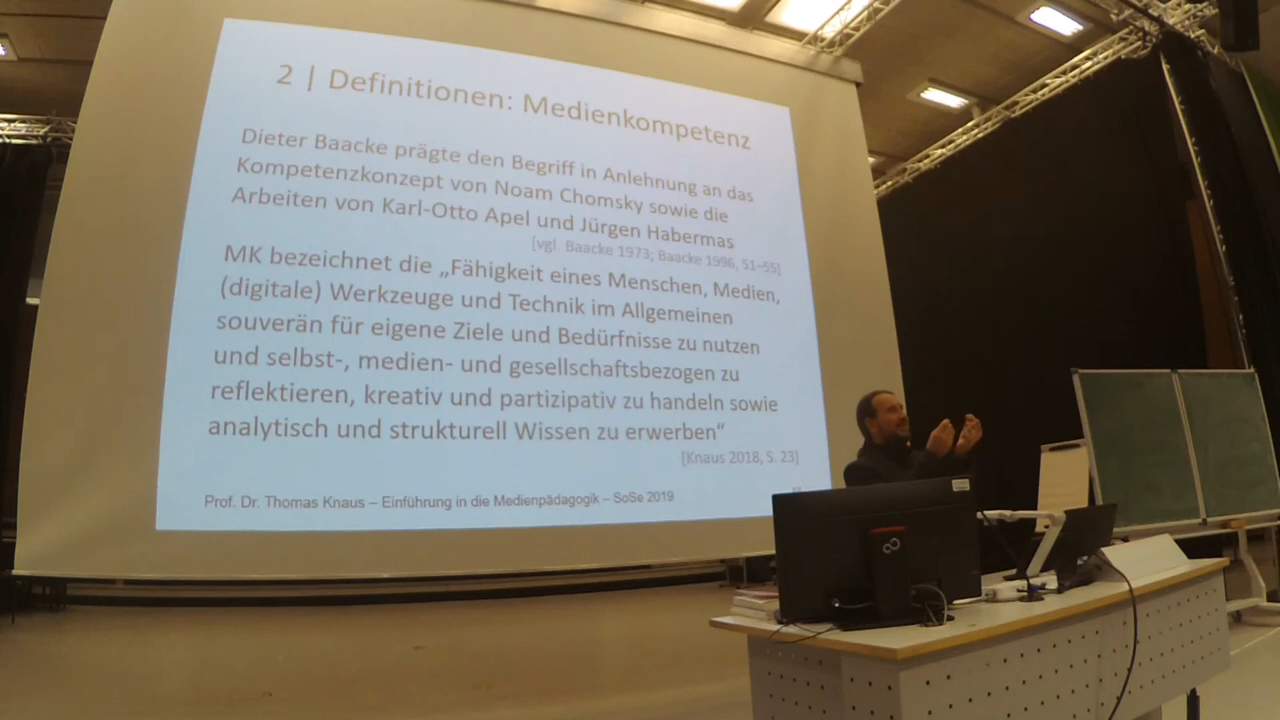 2 | Definitionen: Medienkompetenz
Dieter Baacke prägte den Begriff in Anlehnung an das
Kompetenzkonzept von Noam Chomsky sowie die
Arbeiten von Karl-Otto Apel und Jürgen Habermas
[vgl. Baacke 1973; Baacke 1996, 51–55]
MK bezeichnet die „Fähigkeit eines Menschen, Medien,
(digitale) Werkzeuge und Technik im Allgemeinen
souverän für eigene Ziele und Bedürfnisse zu nutzen
und selbst-, medien- und gesellschaftsbezogen zu
reflektieren, kreativ und partizipativ zu handeln sowie
analytisch und strukturell Wissen zu erwerben“
[Knaus 2018, S. 23]
Prof. Dr. Thomas Knaus – Einführung in die Medienpädagogik – SoSe 2019